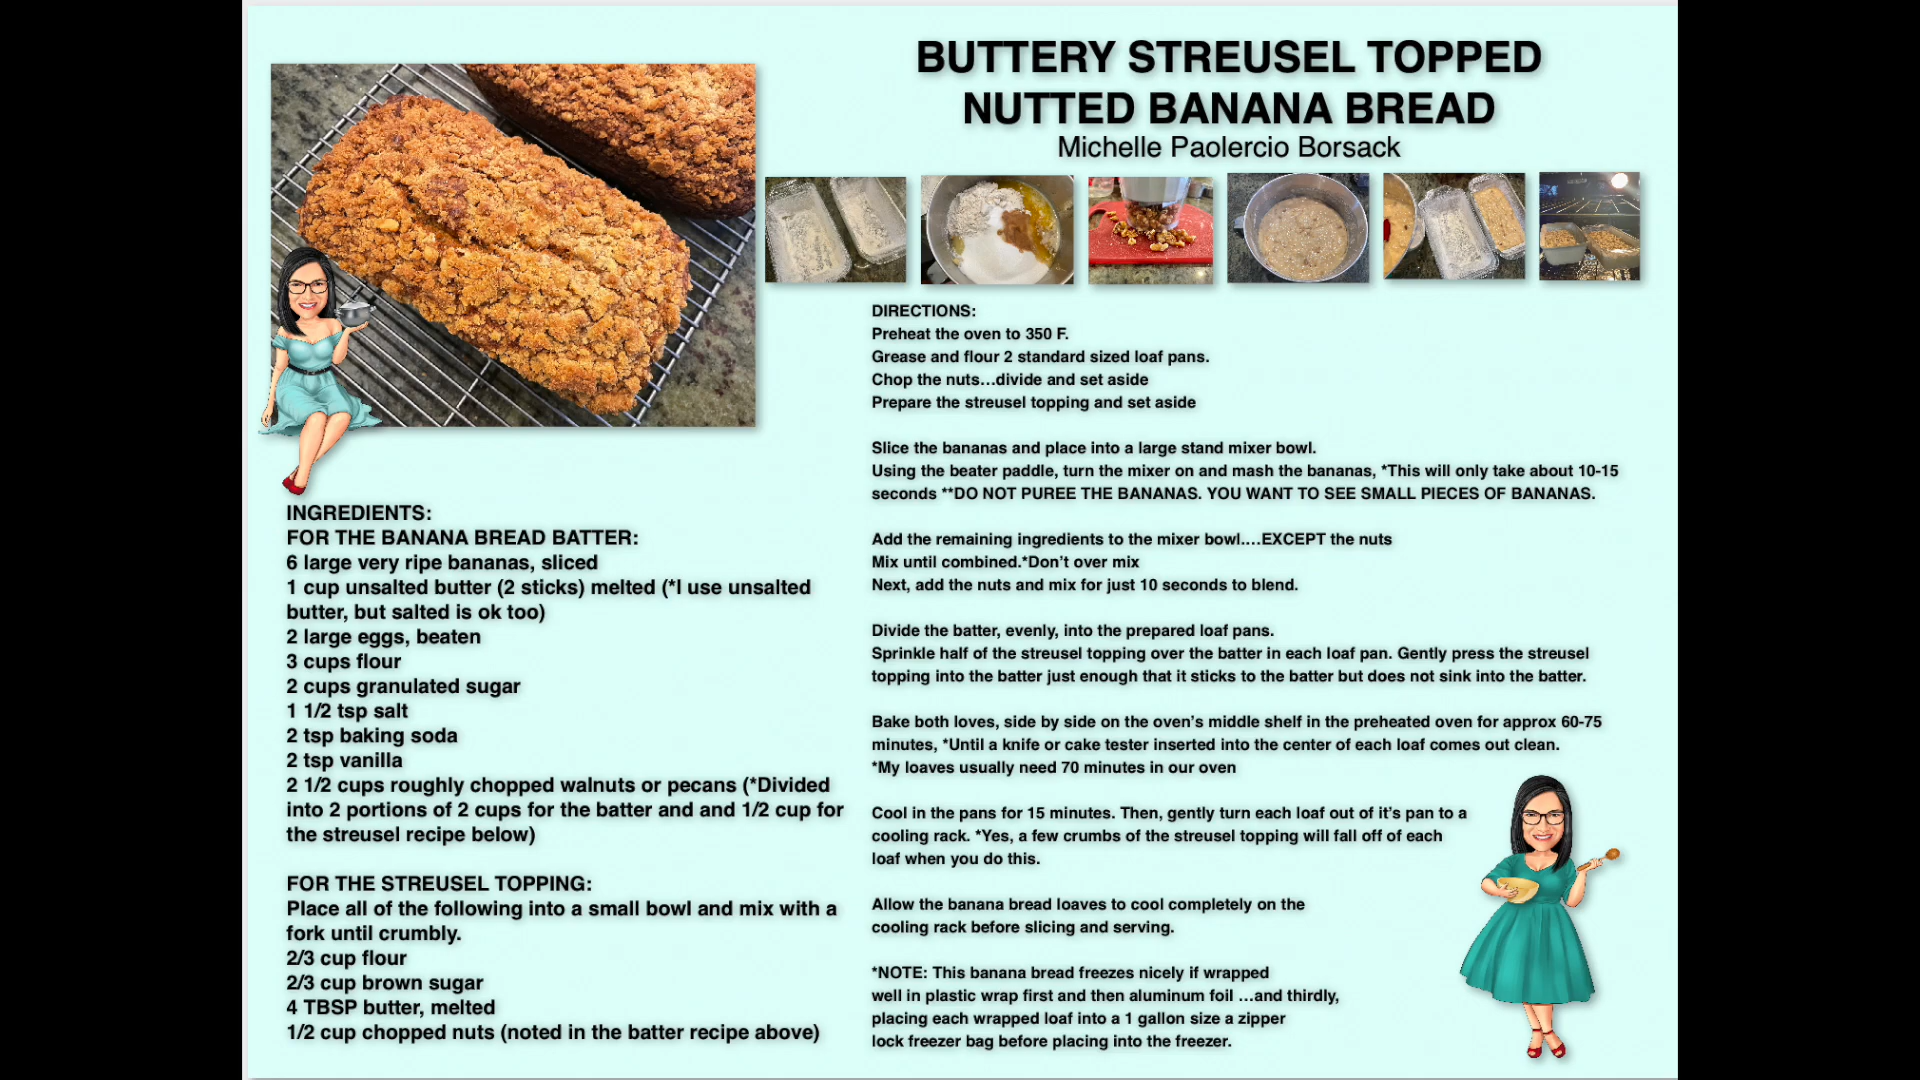 BUTTERY STREUSEL TOPPED
NUTTED BANANA BREAD
Michelle Paolercio Borsack
INGREDIENTS:
FOR THE BANANA BREAD BATTER:
6 large very ripe bananas, sliced
1 cup unsalted butter (2 sticks) melted (*I use unsalted
butter, but salted is ok too)
2 large eggs, beaten
3 cups flour
2 cups granulated sugar
1 1/2 tsp salt
2 tsp baking soda
2 tsp vanilla
2 1/2 cups roughly chopped walnuts or pecans (*Divided
into 2 portions of 2 cups for the batter and and 1/2 cup for
the streusel recipe below)
FOR THE STREUSEL TOPPING:
Place all of the following into a small bowl and mix with a
fork until crumbly.
2/3 cup flour
2/3 cup brown sugar
4 TBSP butter, melted
1/2 cup chopped nuts (noted in the batter recipe above)
DIRECTIONS:
Preheat the oven to 350 F.
Grease and flour 2 standard sized loaf pans.
Chop the nuts…divide and set aside
Prepare the streusel topping and set aside
Slice the bananas and place into a large stand mixer bowl.
Using the beater paddle, turn the mixer on and mash the bananas, *This will only take about 10-15
seconds **DO NOT PUREE THE BANANAS. YOU WANT TO SEE SMALL PIECES OF BANANAS.
Add the remaining ingredients to the mixer bowl….EXCEPT the nuts
Mix until combined.*Don’t over mix
Next, add the nuts and mix for just 10 seconds to blend.
Divide the batter, evenly, into the prepared loaf pans.
Sprinkle half of the streusel topping over the batter in each loaf pan. Gently press the streusel
topping into the batter just enough that it sticks to the batter but does not sink into the batter.
Bake both loves, side by side on the oven’s middle shelf in the preheated oven for approx 60-75
minutes, *Until a knife or cake tester inserted into the center of each loaf comes out clean.
*My loaves usually need 70 minutes in our oven
Cool in the pans for 15 minutes. Then, gently turn each loaf out of it’s pan to a
cooling rack. *Yes, a few crumbs of the streusel topping will fall off of each
loaf when you do this.
Allow the banana bread loaves to cool completely on the
cooling rack before slicing and serving.
*NOTE: This banana bread freezes nicely if wrapped
well in plastic wrap first and then aluminum foil …and thirdly,
placing each wrapped loaf into a 1 gallon size a zipper
lock freezer bag before placing into the freezer.